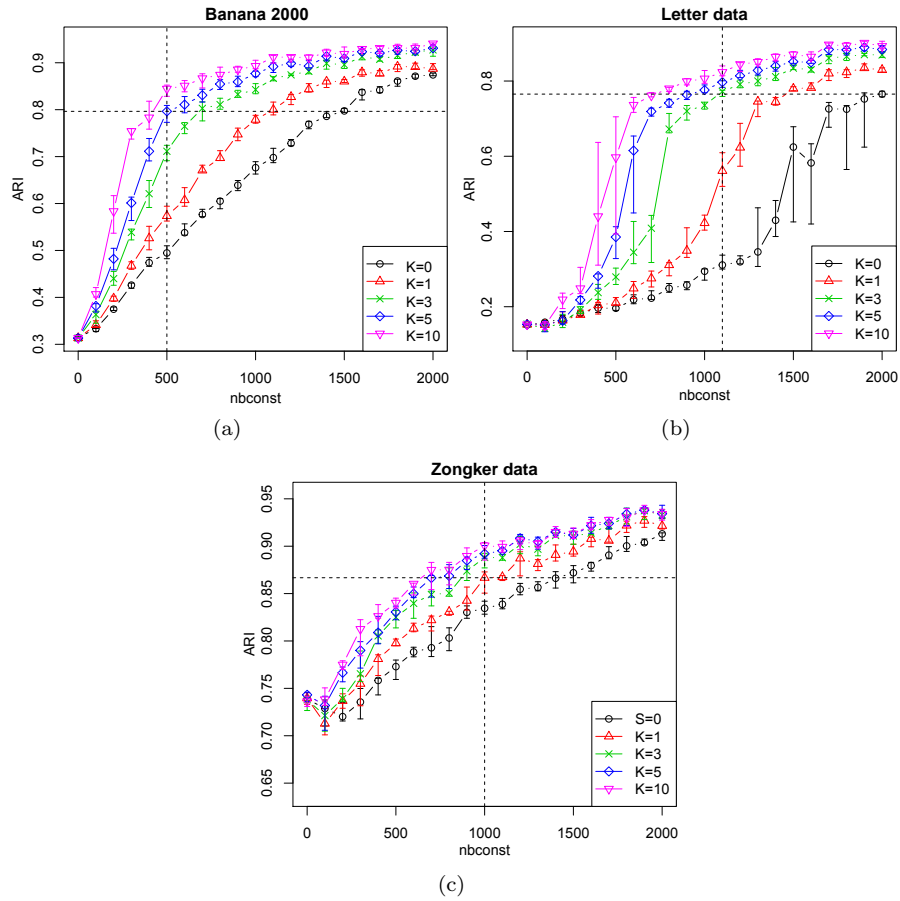 Banana 2000
ARI
0.9
0.8
0.7
0.6
0.5
0.4
0.3
0
500
1000
1500
2000
nbconst
K=0
K=1
K=3
K=5
K=10
(a)
Letter data
ARI
0.8
0.6
0.4
0.2
0
500
1000
1500
2000
nbconst
K=0
K=1
K=3
K=5
K=10
(b)
Zongker data
ARI
0.95
0.90
0.85
0.80
0.75
0.70
0.65
0
500
1000
1500
2000
nbconst
S=0
K=1
K=3
K=5
K=10
(c)